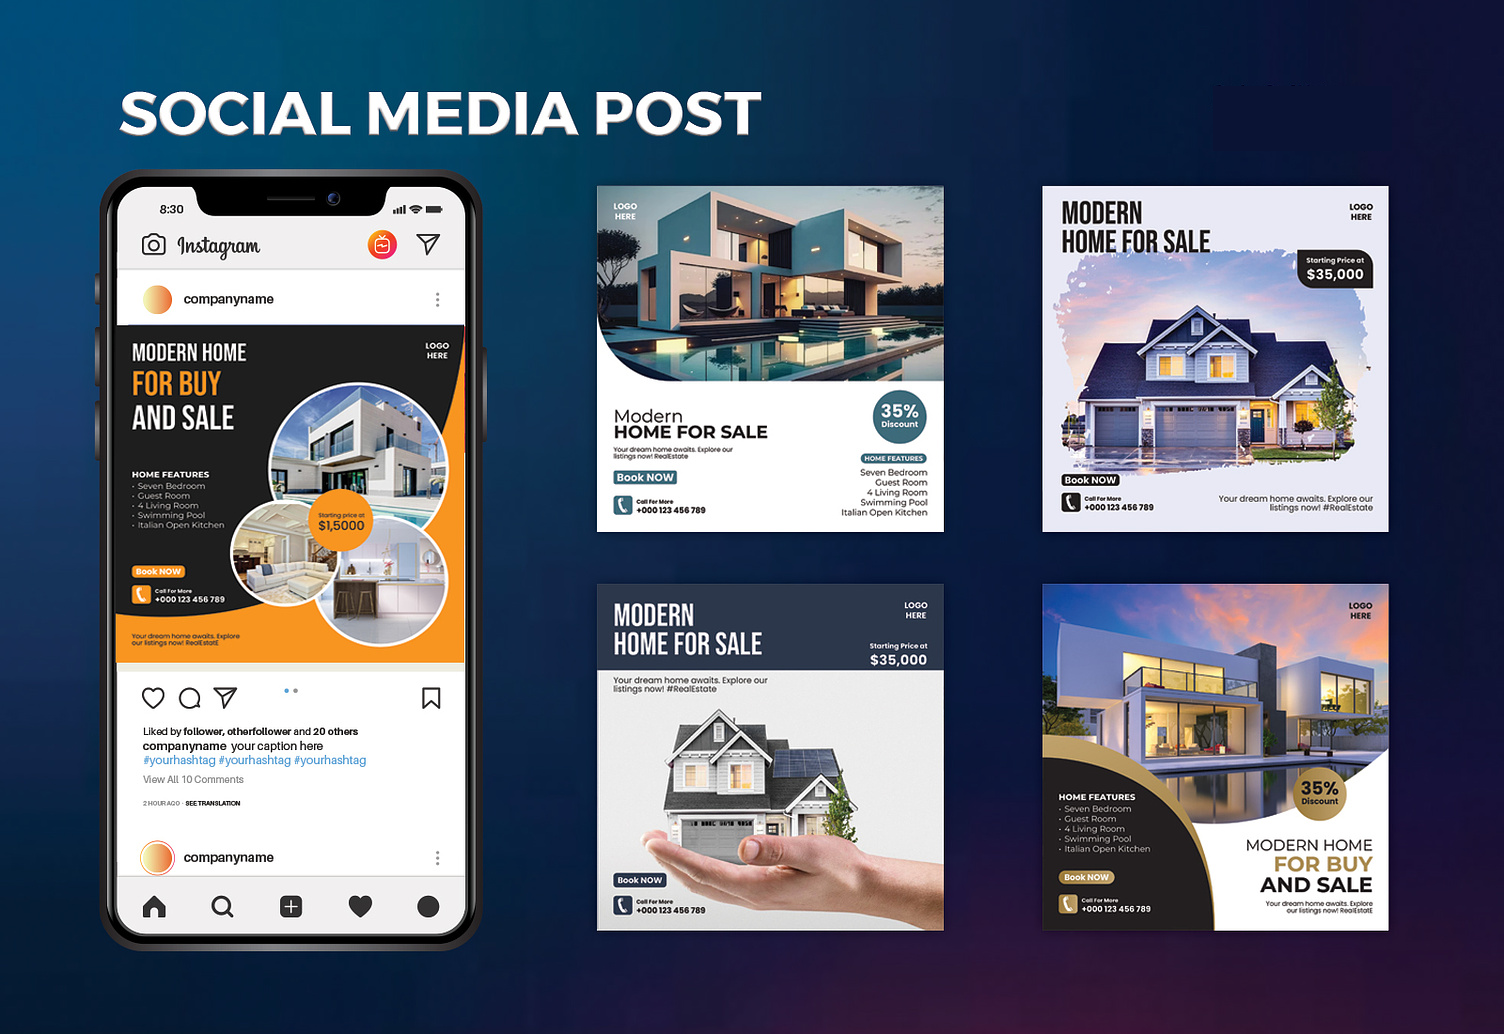 SOCIAL MEDIA POST
8:30
Instagram
companyname
MODERN HOME
FOR BUY
AND SALE
LOGO
HERE
HOME FEATURES
• Seven Bedroom
• Guest Room
• 4 Living Room
• Swimming Pool
• Italian Open Kitchen
Starting price at
$1,5000
Book NOW
Call For More
+000 123 456 789
Your dream home awaits. Explore
our listings now! RealEstatE
Liked by follower, otherfollower and 20 others
companyname your caption here
#yourhashtag #yourhashtag #yourhashtag
View All 10 Comments
2 HOUR AGO · SEE TRANSLATION
companyname
LOGO
HERE
Modern
HOME FOR SALE
Your dream home awaits. Explore our
listings now! RealEstate
Book NOW
Call For More
+000 123 456 789
35%
Discount
HOME FEATURES
Seven Bedroom
Guest Room
4 Living Room
Swimming Pool
Italian Open Kitchen
MODERN
HOME FOR SALE
LOGO
HERE
Starting Price at
$35,000
Book NOW
Call For More
+000 123 456 789
Your dream home awaits. Explore our
listings now! #RealEstate
MODERN
HOME FOR SALE
LOGO
HERE
Starting Price at
$35,000
Your dream home awaits. Explore our
listings now! #RealEstate
Book NOW
Call For More
+000 123 456 789
LOGO
HERE
35%
Discount
HOME FEATURES
• Seven Bedroom
• Guest Room
• 4 Living Room
• Swimming Pool
• Italian Open Kitchen
Book NOW
Call For More
+000 123 456 789
MODERN HOME
FOR BUY
AND SALE
Your dream home awaits. Explore
our listings now! RealEstatE